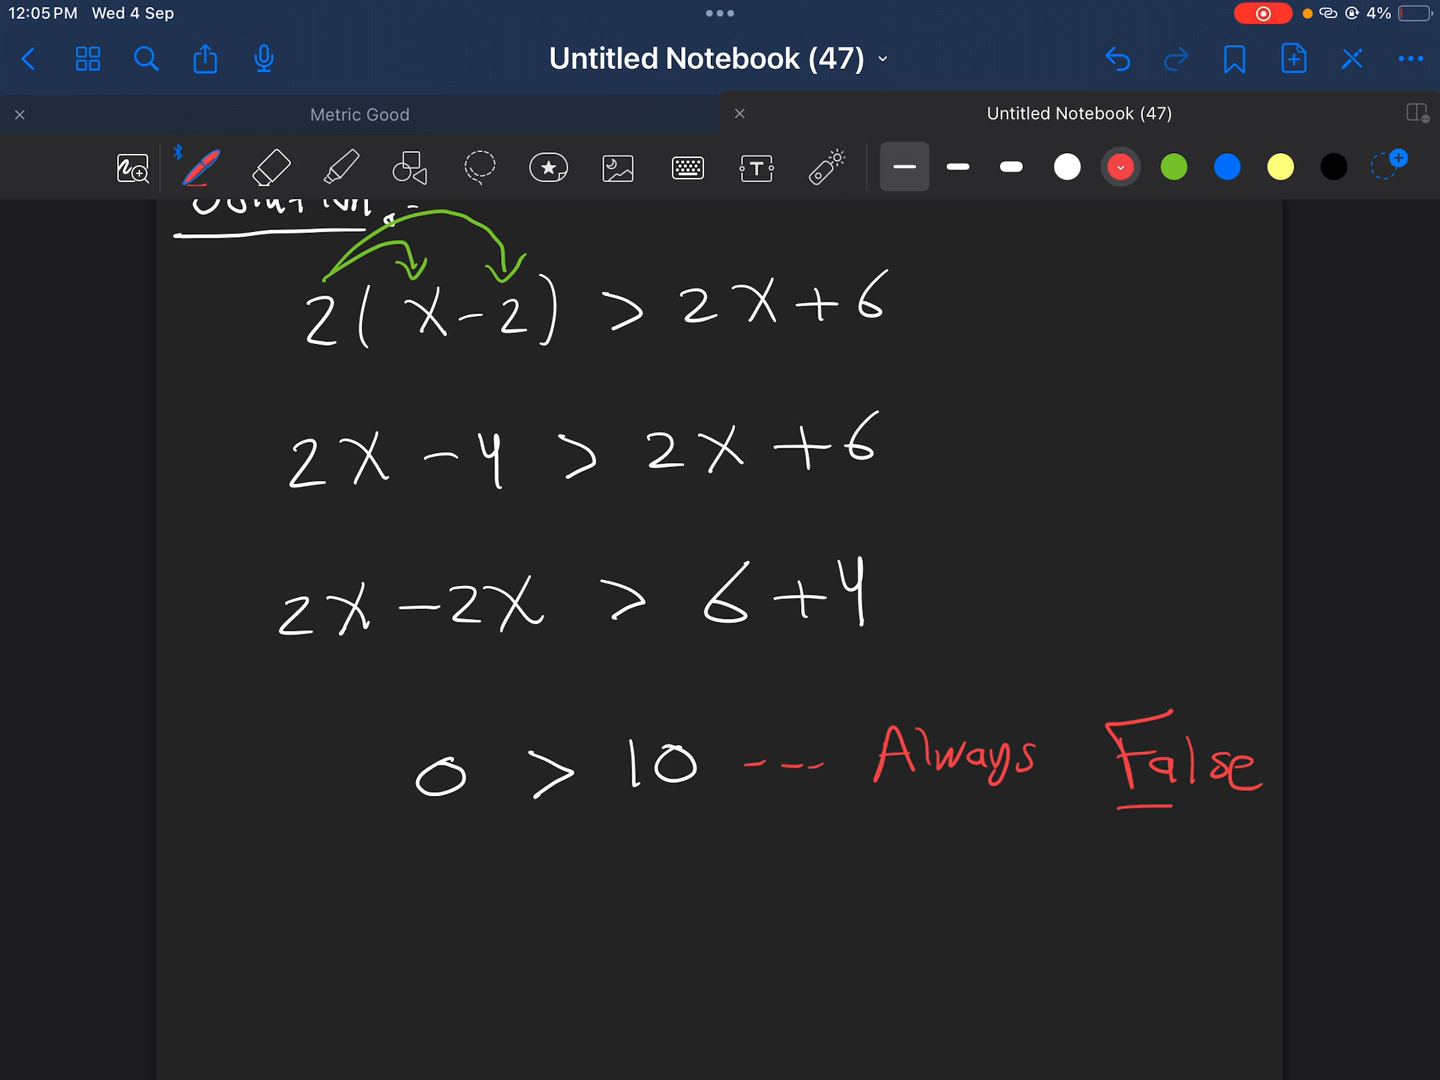 12:05 PM Wed 4 Sep 4%
Untitled Notebook (47)
Metric Good
Untitled Notebook (47)
Solution:-
2(x-2) > 2x+6
2x-4 > 2x+6
2x-2x > 6+4
0 > 10 --- Always False